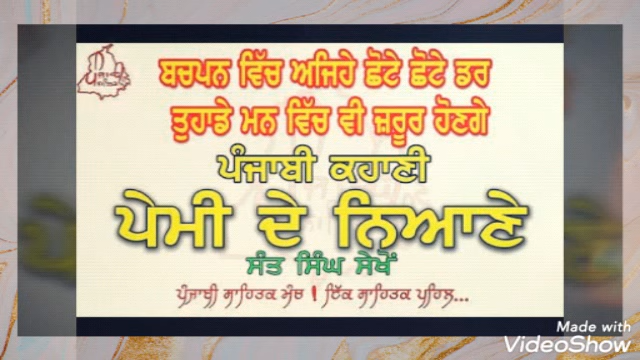 ਬਚਪਨ ਵਿੱਚ ਅਜਿਹੇ ਛੋਟੇ ਛੋਟੇ ਡਰ
ਤੁਹਾਡੇ ਮਨ ਵਿੱਚ ਵੀ ਜ਼ਰੂਰ ਹੋਣਗੇ
ਪੰਜਾਬੀ ਕਹਾਣੀ
ਪੇਮੀ ਦੇ ਨਿਆਣੇ
ਸੰਤ ਸਿੰਘ ਸੇਖੋਂ
ਪੰਜਾਬੀ ਸਾਹਿਤਕ ਮੰਚ ! ਇੱਕ ਸਾਹਿਤਕ ਪਹਿਲ...
Made with
VideoShow